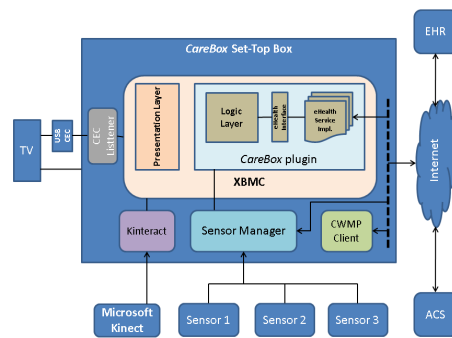 CareBox Set-Top Box
EHR
TV
USB
CEC
CEC
Listtener
Presentation Layer
Logic
Layer
eHealth
Interface
eHealth
Service
Impl.
CareBox plugin
XBMC
Internet
Kinteract
Sensor Manager
CWMP
Client
Microsoft
Kinect
Sensor 1
Sensor 2
Sensor 3
ACS